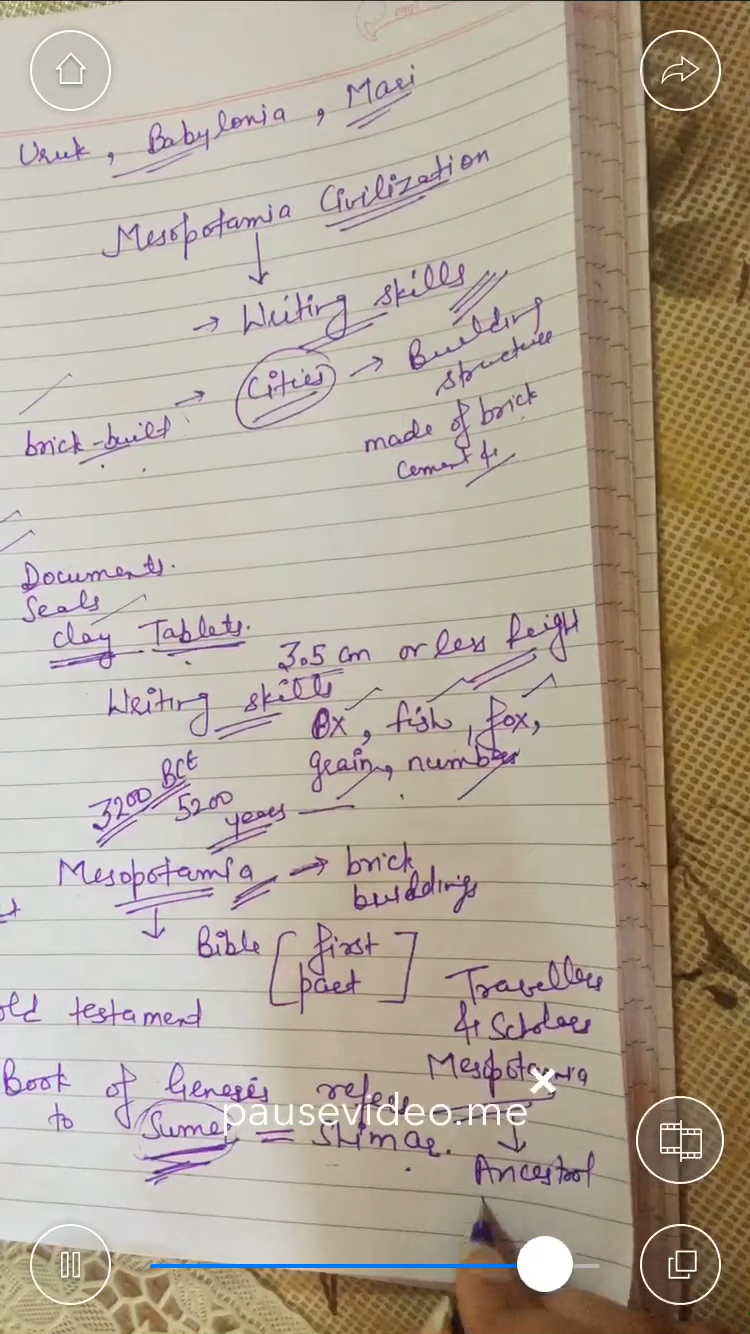 Uruk, Babylonia, Mari
Mesopotamia Civilization
→ Writing skills
brick-built → Cities → Building
structure
made of brick
cement &
Documents.
Seals
Clay Tablets.
3.5 cm or less height
Writing skills
Ox, fish, fox,
grain, number
3200 BCE
5200
years
Mesopotamia → brick
buildings
Bible [first
part]
old testament
Travellers
& Scholars
Mesopotamia
Book of Genesis refers
to Sumer = Shimar.
Ancestral
pausevideo.me